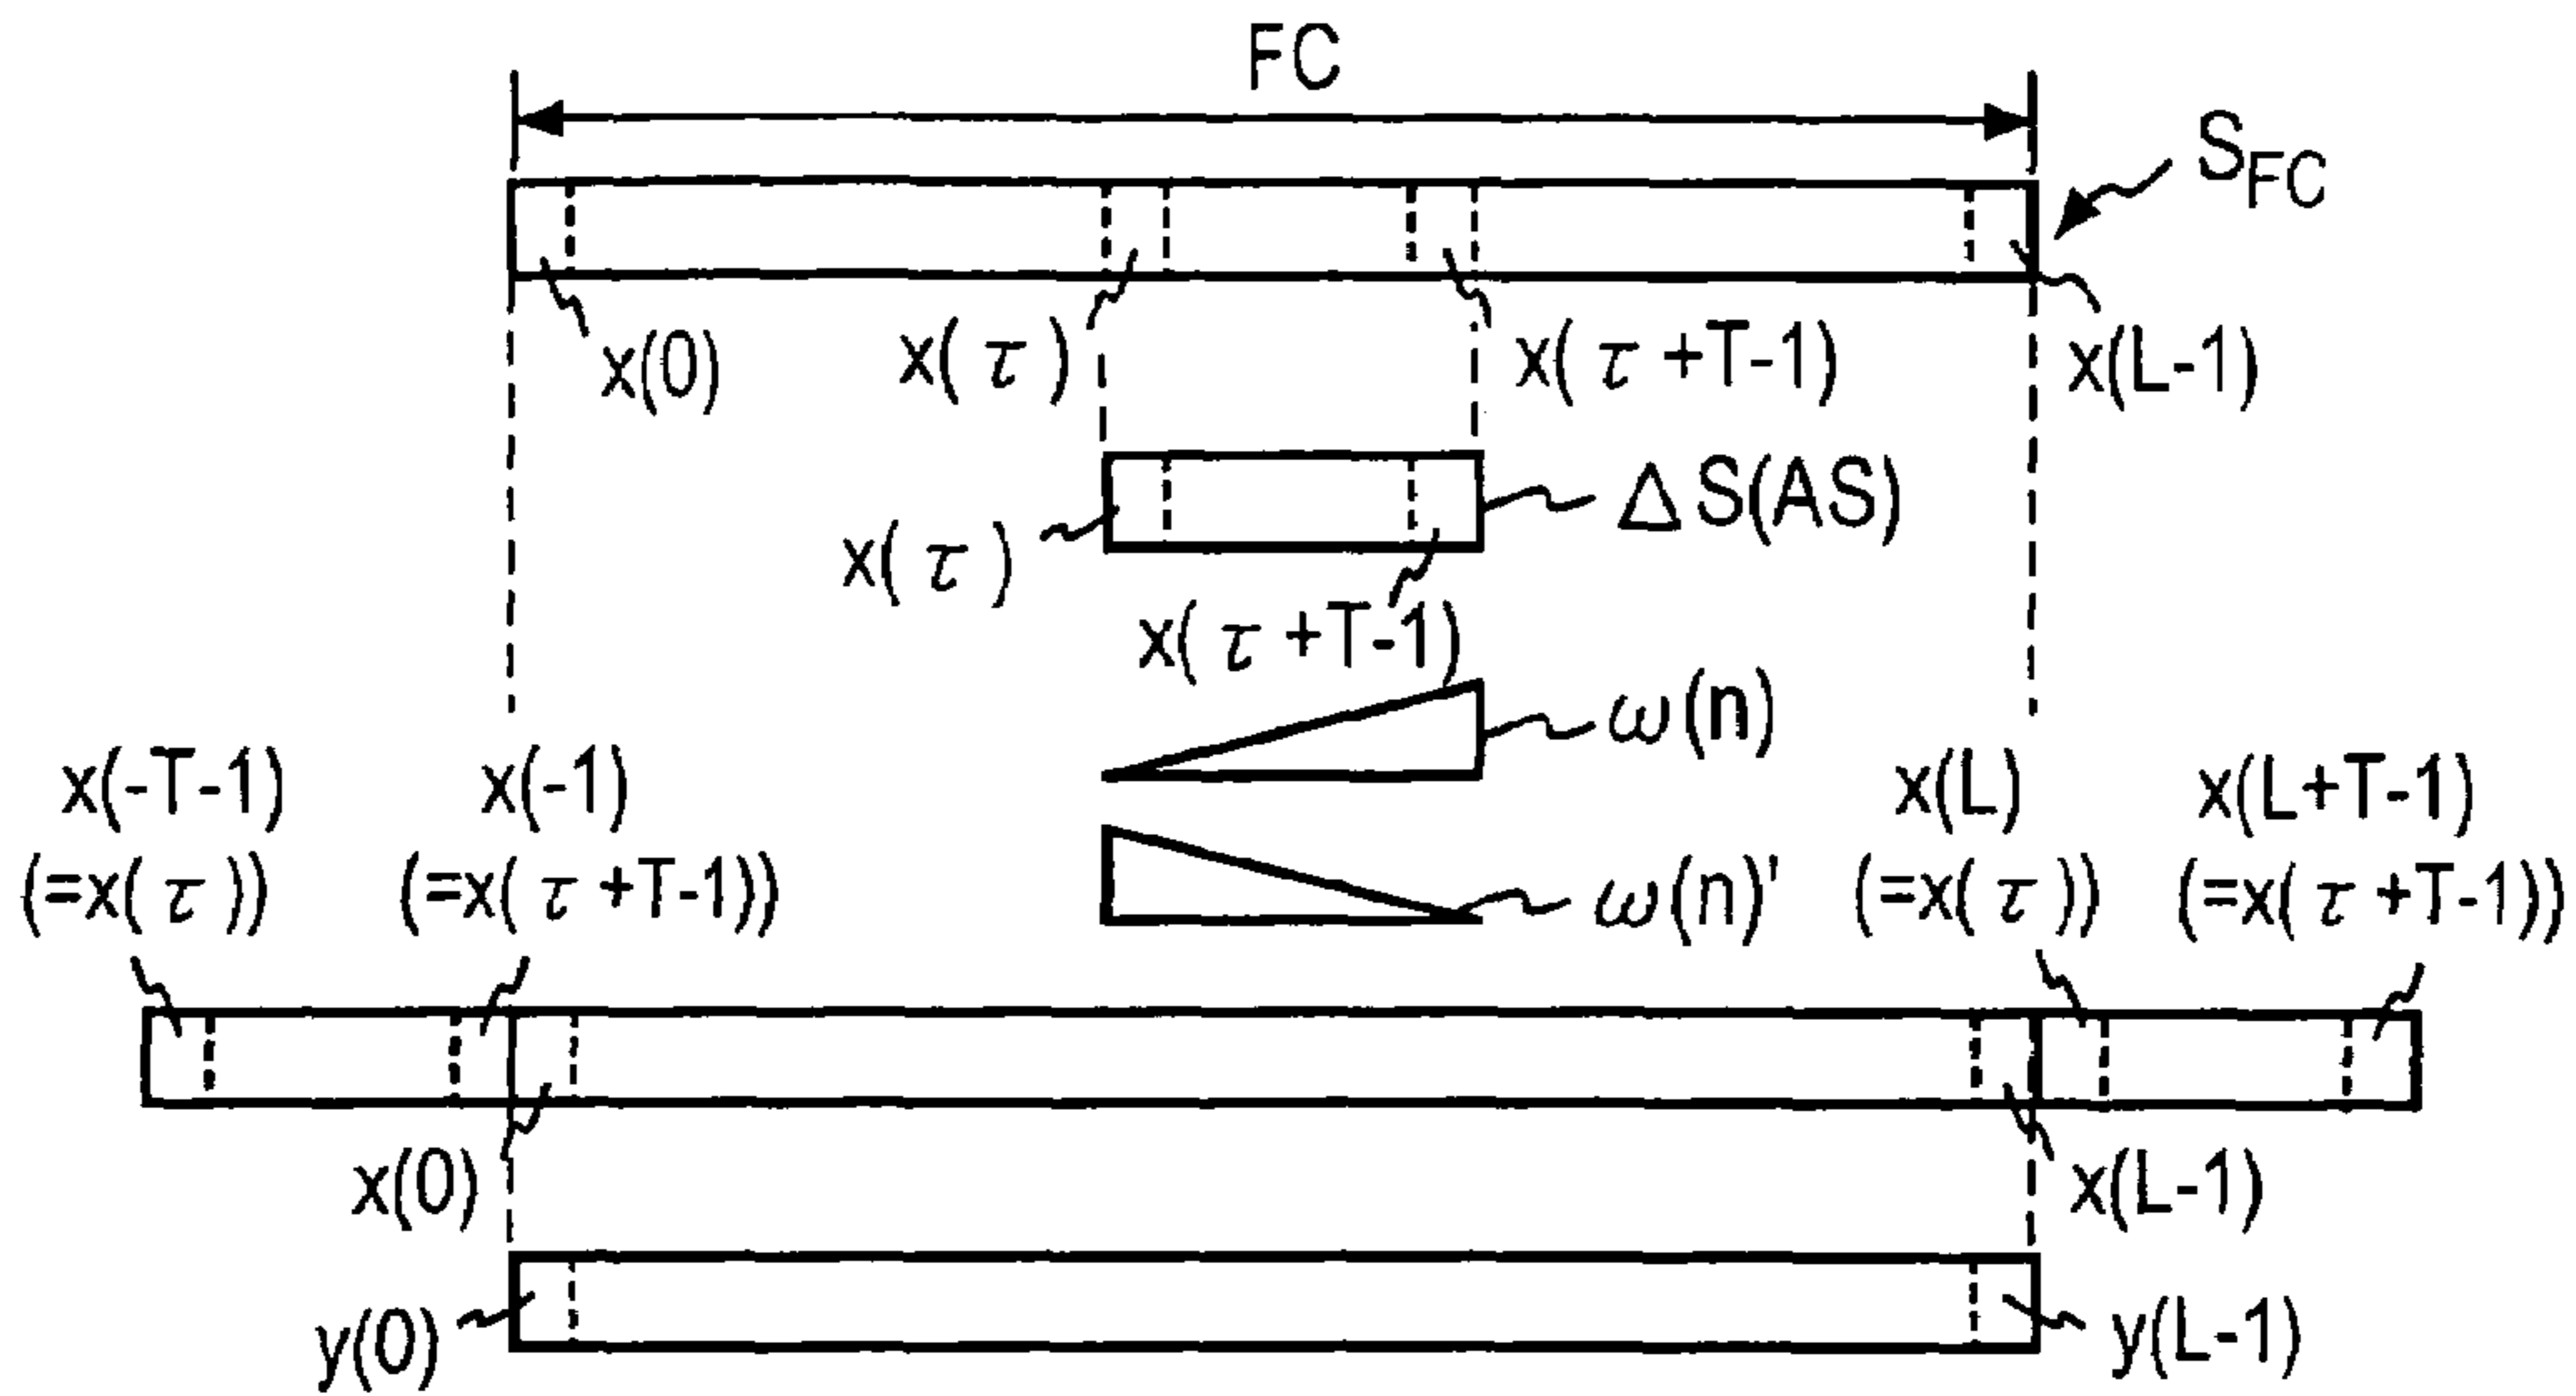 FC
S_FC
x(0)
x(τ)
x(τ+T-1)
x(L-1)
ΔS(AS)
x(τ)
x(τ+T-1)
ω(n)
x(-T-1)
(=x(τ))
x(-1)
(=x(τ+T-1))
ω(n)'
x(L)
(=x(τ))
x(L+T-1)
(=x(τ+T-1))
x(0)
x(L-1)
y(0)
y(L-1)